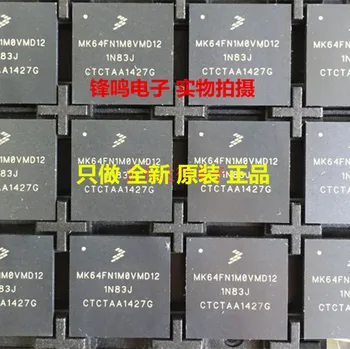 MK64FN1M0VMD12
1N83J
CTCTAA1427G
锋鸣电子 实物拍摄
MK64FN1M0VMD12
1N83J
CTCTAA1427G
只做 全新 原装 正品
MK64FN1M0VMD12
1N83J
CTCTAA1427G